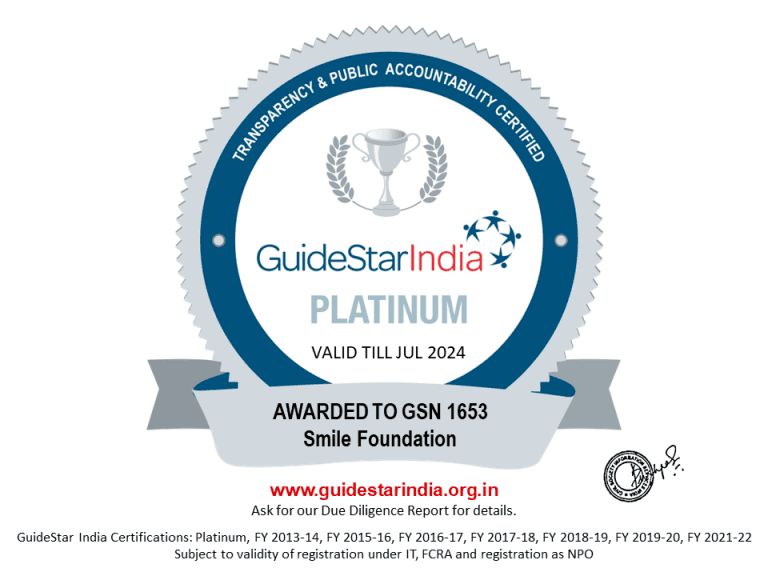 TRANSPARENCY & PUBLIC ACCOUNTABILITY CERTIFIED
GuideStarIndia
PLATINUM
VALID TILL JUL 2024
AWARDED TO GSN 1653
Smile Foundation
www.guidestarindia.org.in
Ask for our Due Diligence Report for details.
GuideStar India Certifications: Platinum, FY 2013-14, FY 2015-16, FY 2016-17, FY 2017-18, FY 2018-19, FY 2019-20, FY 2021-22
Subject to validity of registration under IT, FCRA and registration as NPO